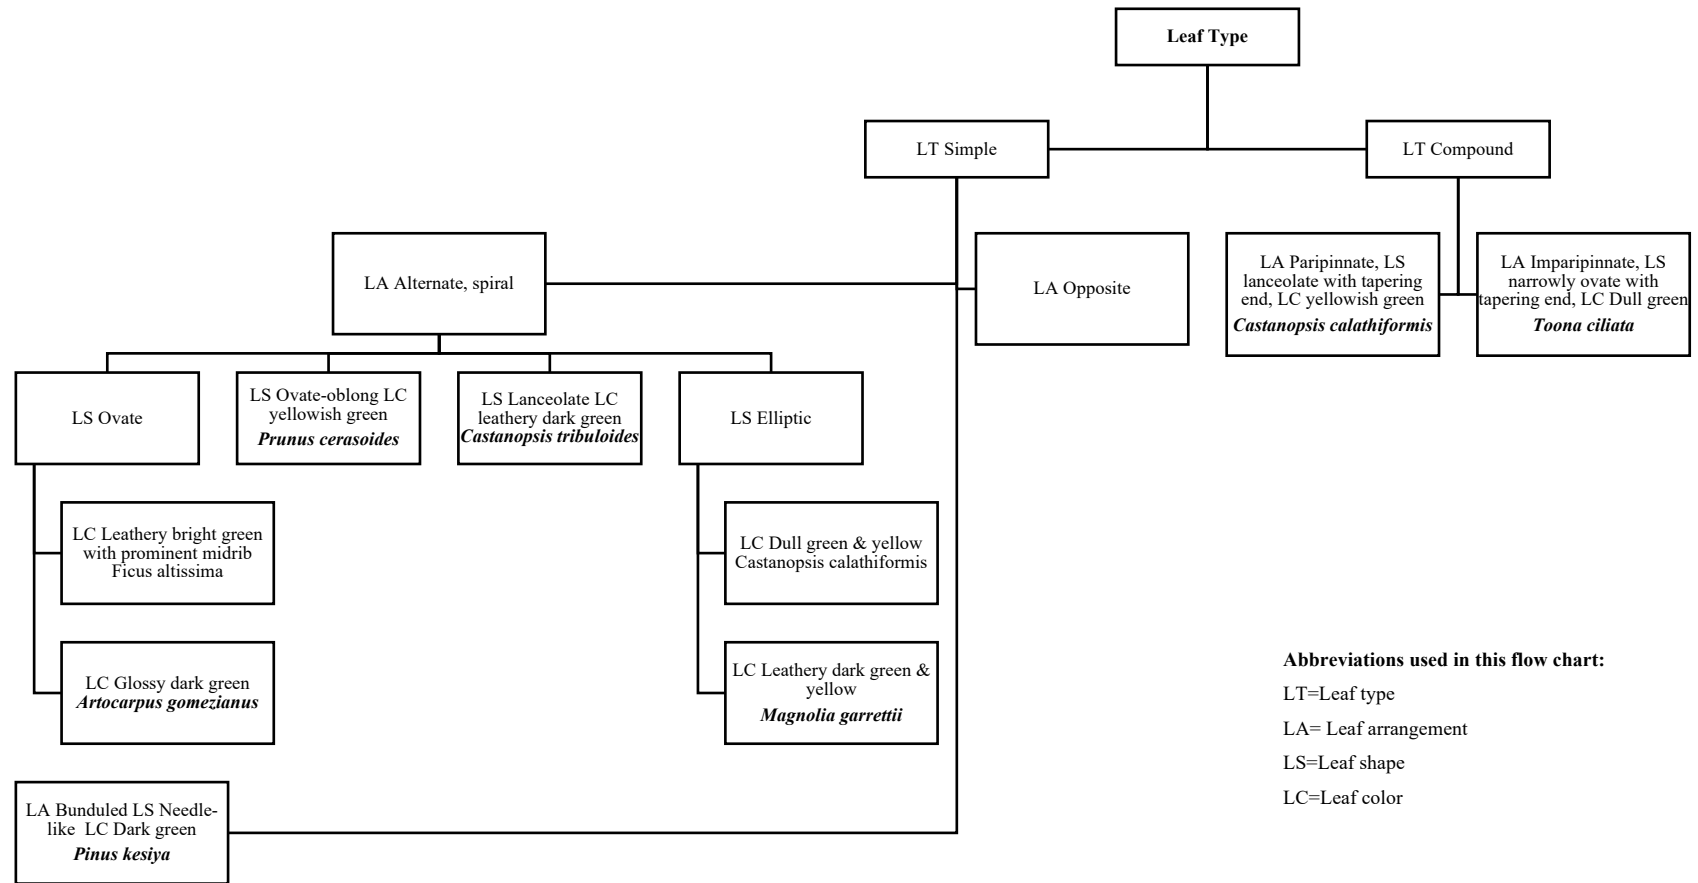 Leaf Type
LT Simple
LT Compound
LA Alternate, spiral
LA Opposite
LA Paripinnate, LS
lanceolate with tapering
end, LC yellowish green
Castanopsis calathiformis
LA Imparipinnate, LS
narrowly ovate with
tapering end, LC Dull green
Toona ciliata
LS Ovate
LS Ovate-oblong LC
yellowish green
Prunus cerasoides
LS Lanceolate LC
leathery dark green
Castanopsis tribuloides
LS Elliptic
LC Leathery bright green
with prominent midrib
Ficus altissima
LC Dull green & yellow
Castanopsis calathiformis
LC Glossy dark green
Artocarpus gomezianus
LC Leathery dark green &
yellow
Magnolia garrettii
LA Bunduled LS Needle-
like LC Dark green
Pinus kesiya
Abbreviations used in this flow chart:
LT=Leaf type
LA= Leaf arrangement
LS=Leaf shape
LC=Leaf color